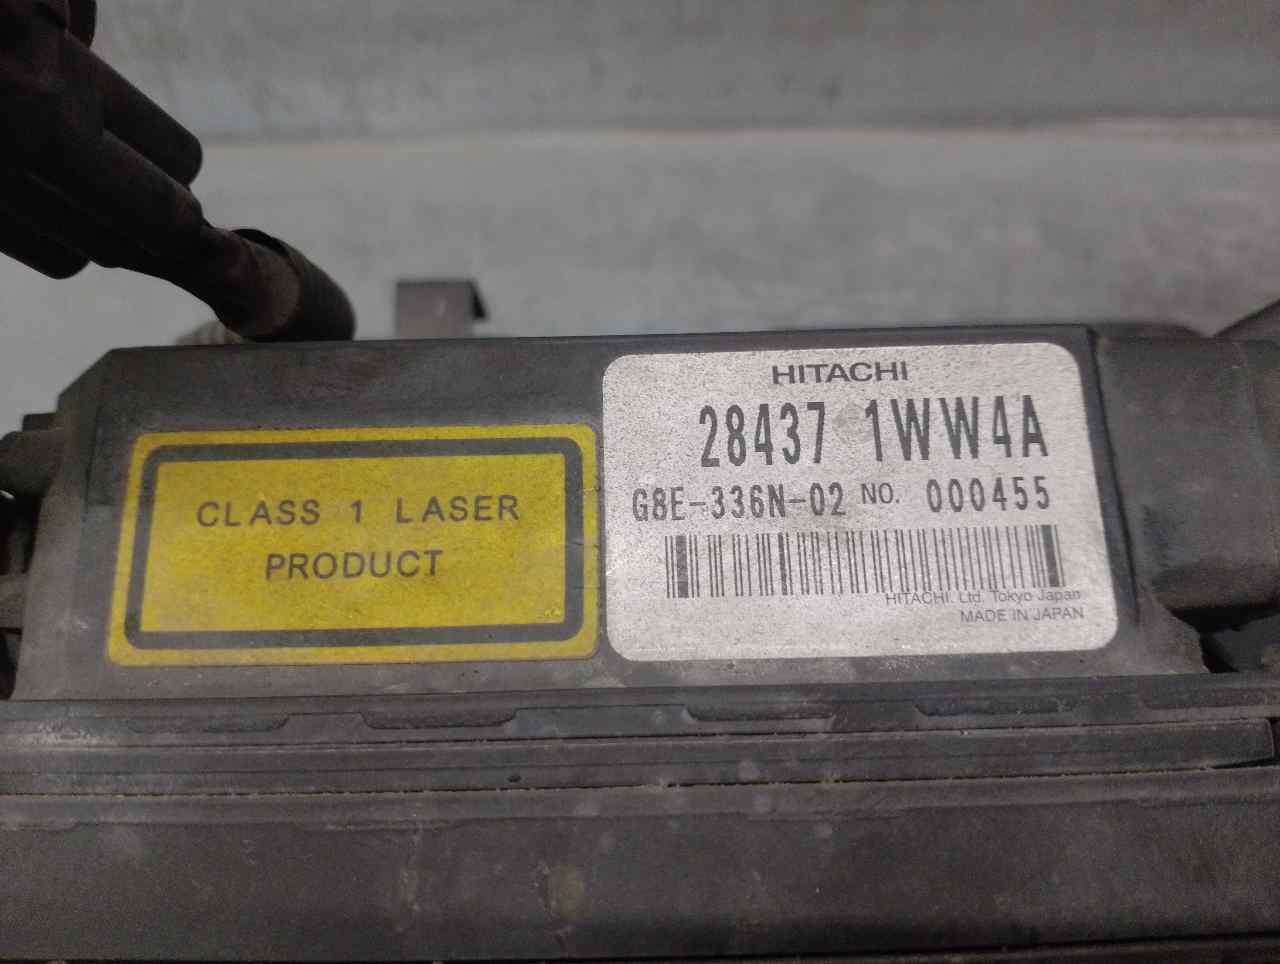 CLASS 1 LASER
PRODUCT
HITACHI
28437 1WW4A
G8E-336N-02 NO. 000455
HITACHI. Ltd. Tokyo Japan
MADE IN JAPAN